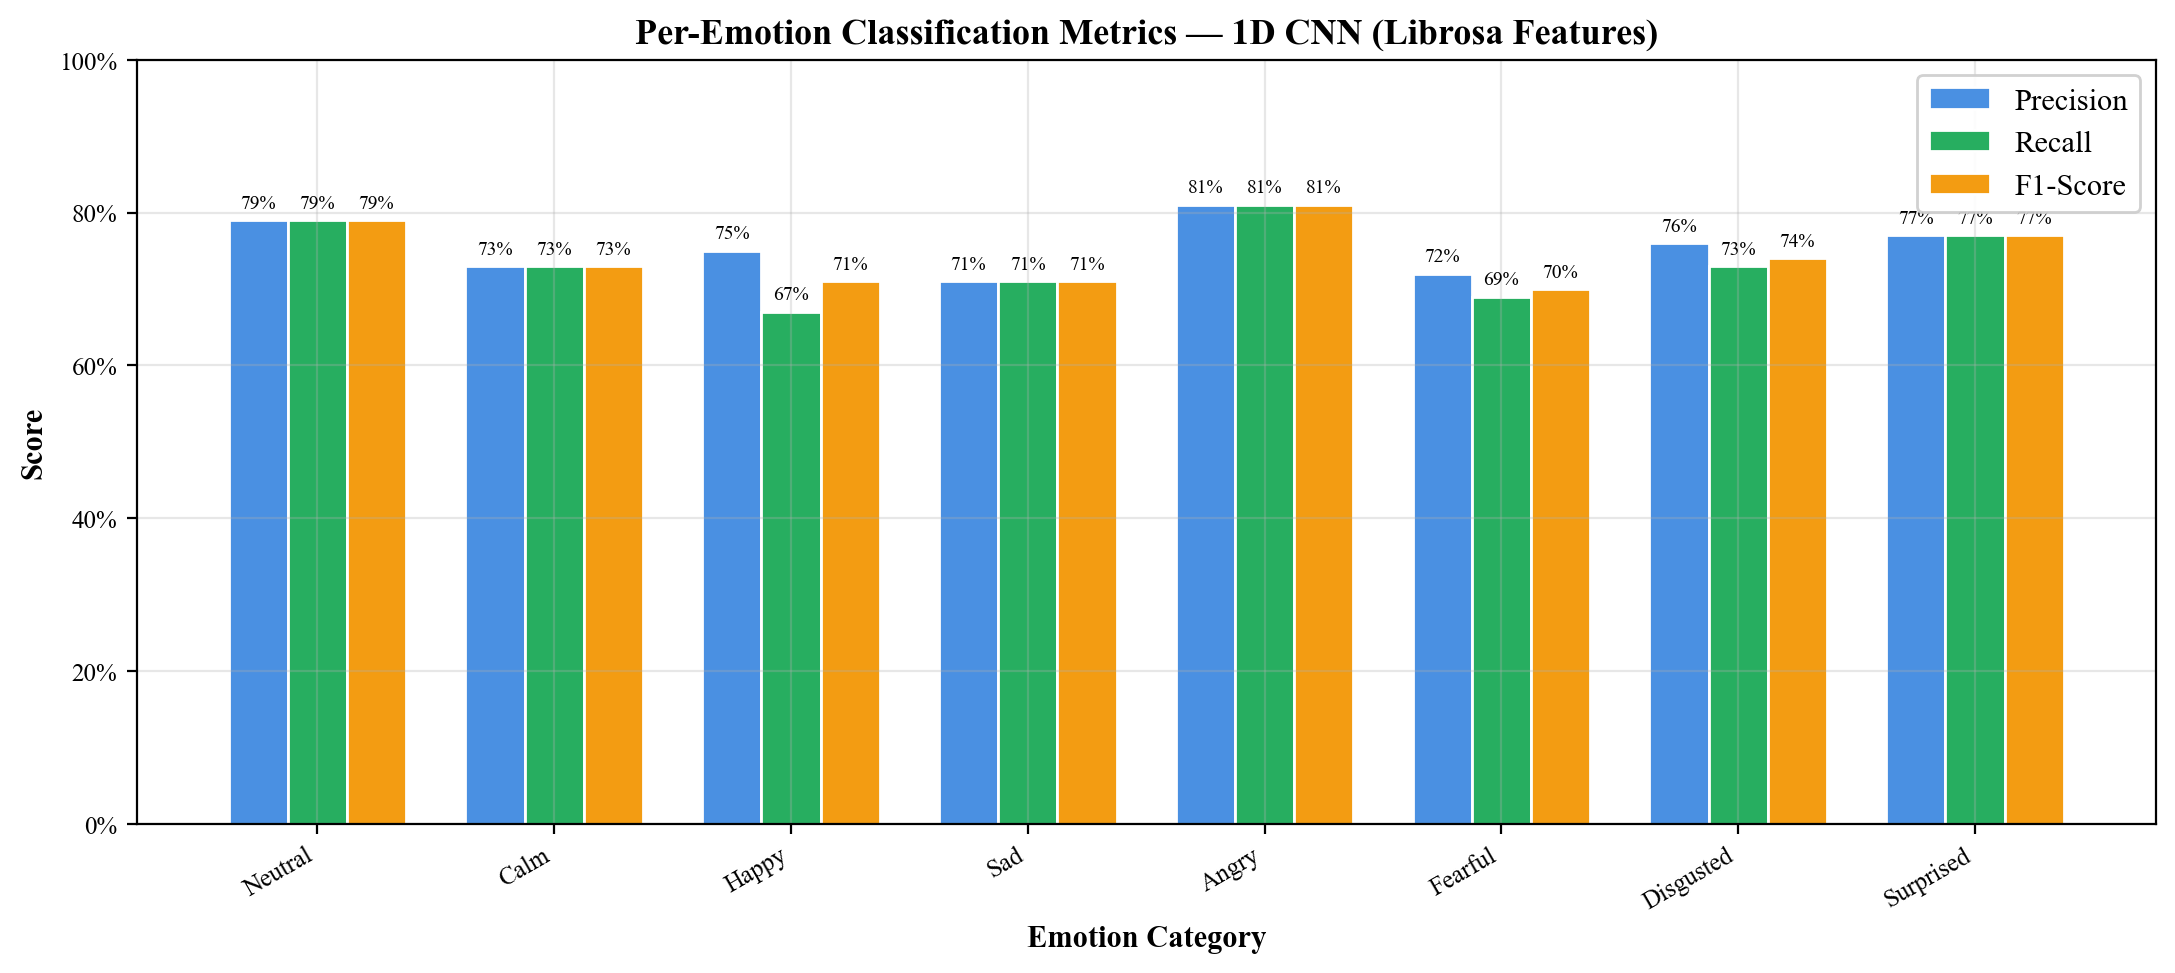 Per-Emotion Classification Metrics — 1D CNN (Librosa Features)
100%
80%
60%
40%
20%
0%
Score
Precision
Recall
F1-Score
79% 79% 79%
73% 73% 73%
75% 67% 71%
71% 71% 71%
81% 81% 81%
72% 69% 70%
76% 73% 74%
77% 77% 77%
Neutral
Calm
Happy
Sad
Angry
Fearful
Disgusted
Surprised
Emotion Category